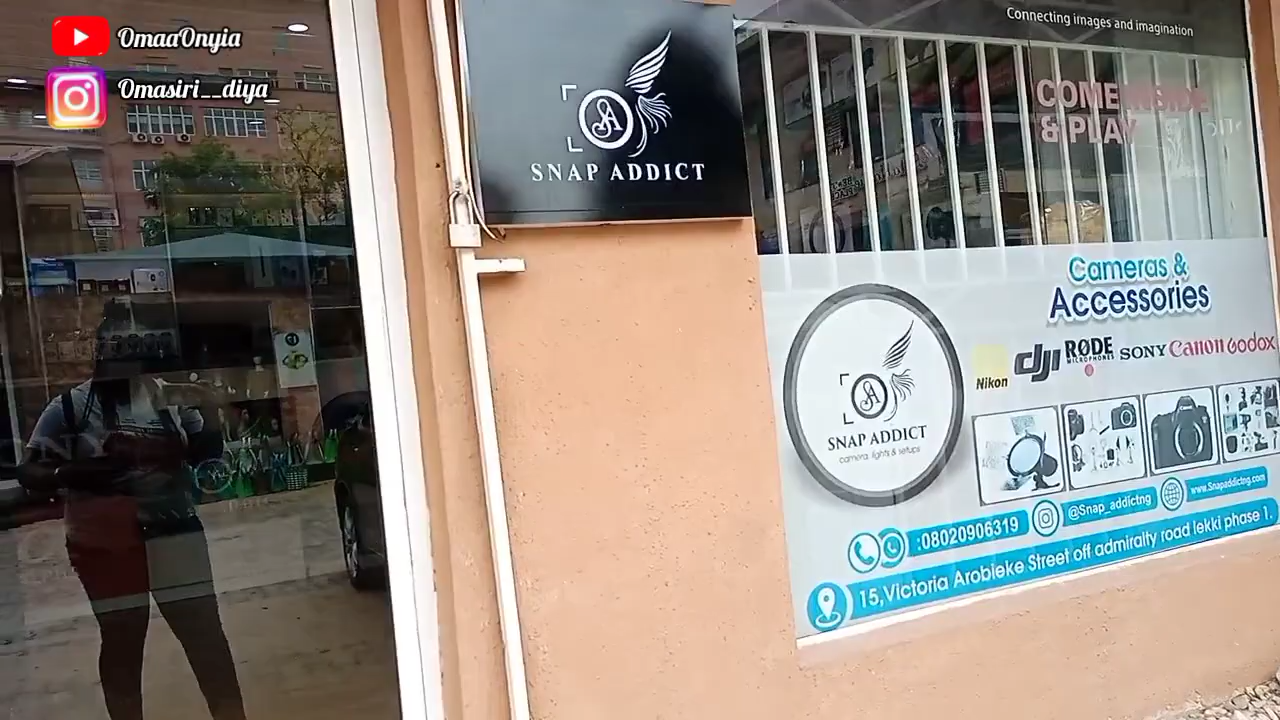 OmaaOnyia
Omasiri__diya
SNAP ADDICT
Connecting images and imagination
COME INSIDE
& PLAY
Cameras &
Accessories
Nikon
dji
RØDE
MICROPHONES
SONY
Canon
Godox
SA
SNAP ADDICT
camera, lights & setups
:08020906319
@Snap_addictng
www.Snapaddictng.com
15,Victoria Arobieke Street off admiralty road lekki phase 1.